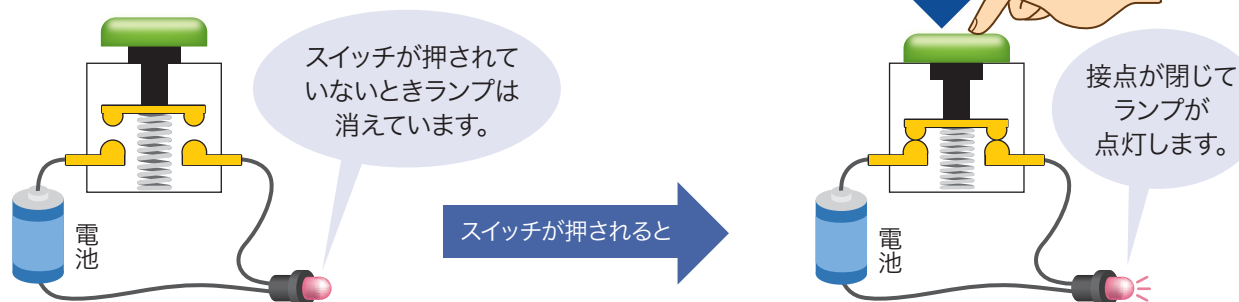 スイッチが押されて
いないときランプは
消えています。
電池
スイッチが押されると
接点が閉じて
ランプが
点灯します。
電池